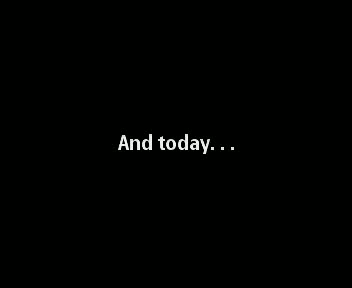 And today. . .